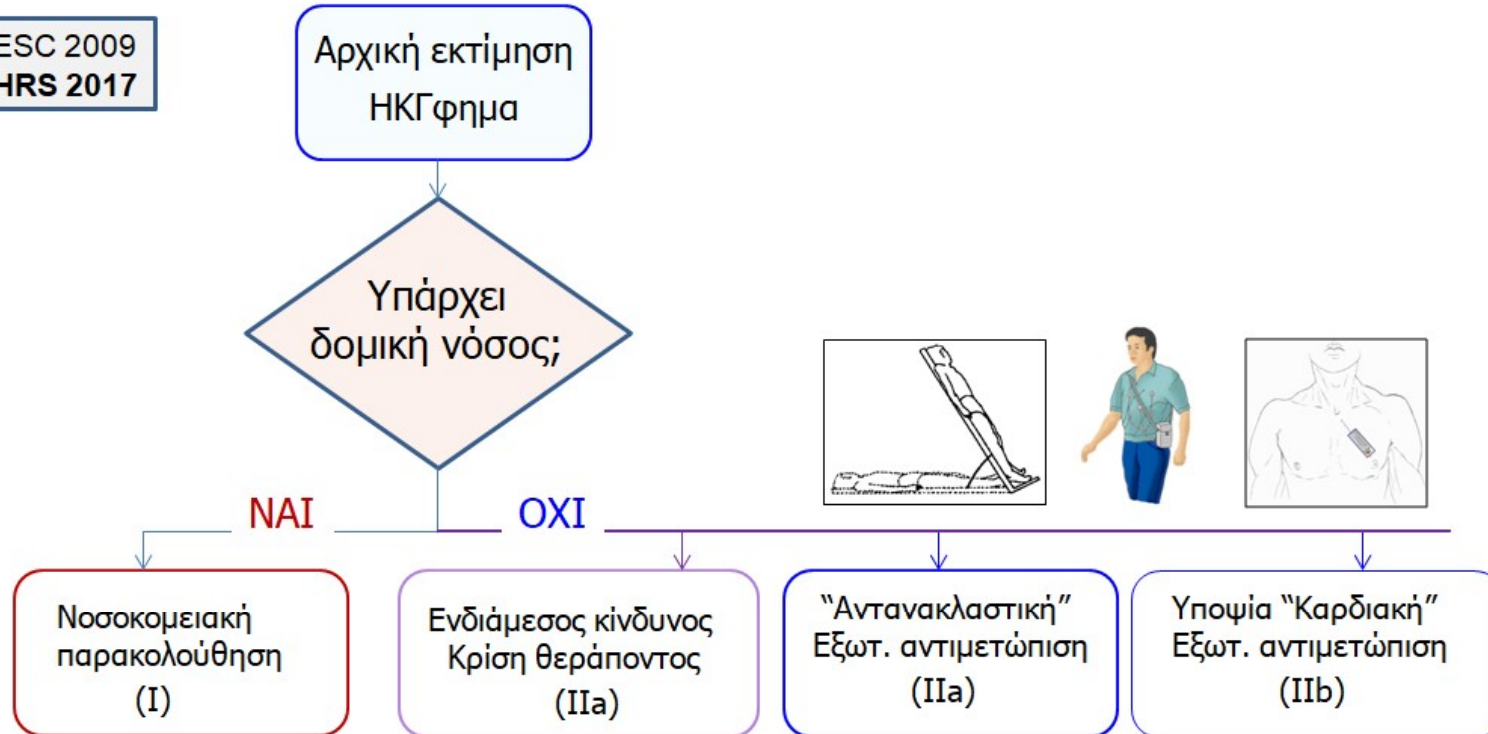 ESC 2009
HRS 2017
Αρχική εκτίμηση
ΗΚΓφημα
Υπάρχει
δομική νόσος;
ΝΑΙ
ΟΧΙ
Νοσοκομειακή
παρακολούθηση
(I)
Ενδιάμεσος κίνδυνος
Κρίση θεράποντος
(IIa)
“Αντανακλαστική”
Εξωτ. αντιμετώπιση
(IIa)
Υποψία “Καρδιακή”
Εξωτ. αντιμετώπιση
(IIb)